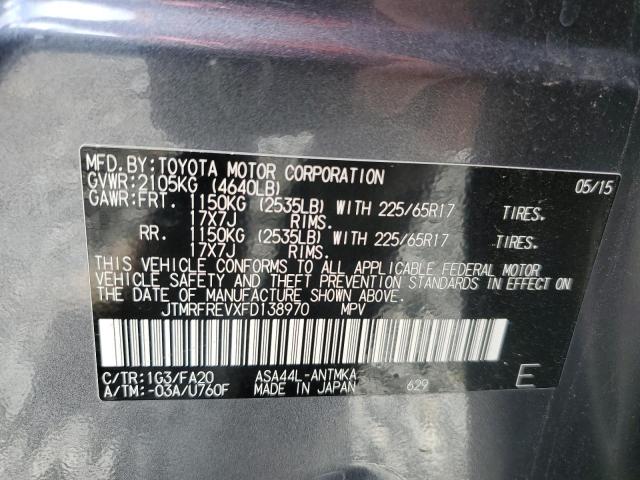 MFD. BY: TOYOTA MOTOR CORPORATION 05/15
GVWR: 2105KG (4640LB)
GAWR: FRT. 1150KG (2535LB) WITH 225/65R17 TIRES.
17X7J RIMS.
RR. 1150KG (2535LB) WITH 225/65R17 TIRES.
17X7J RIMS.
THIS VEHICLE CONFORMS TO ALL APPLICABLE FEDERAL MOTOR
VEHICLE SAFETY AND THEFT PREVENTION STANDARDS IN EFFECT ON
THE DATE OF MANUFACTURE SHOWN ABOVE.
JTMRFREVXFD138970 MPV
C/TR: 1G3/FA20 ASA44L-ANTMKA
A/TM: -03A/U760F MADE IN JAPAN 629 E